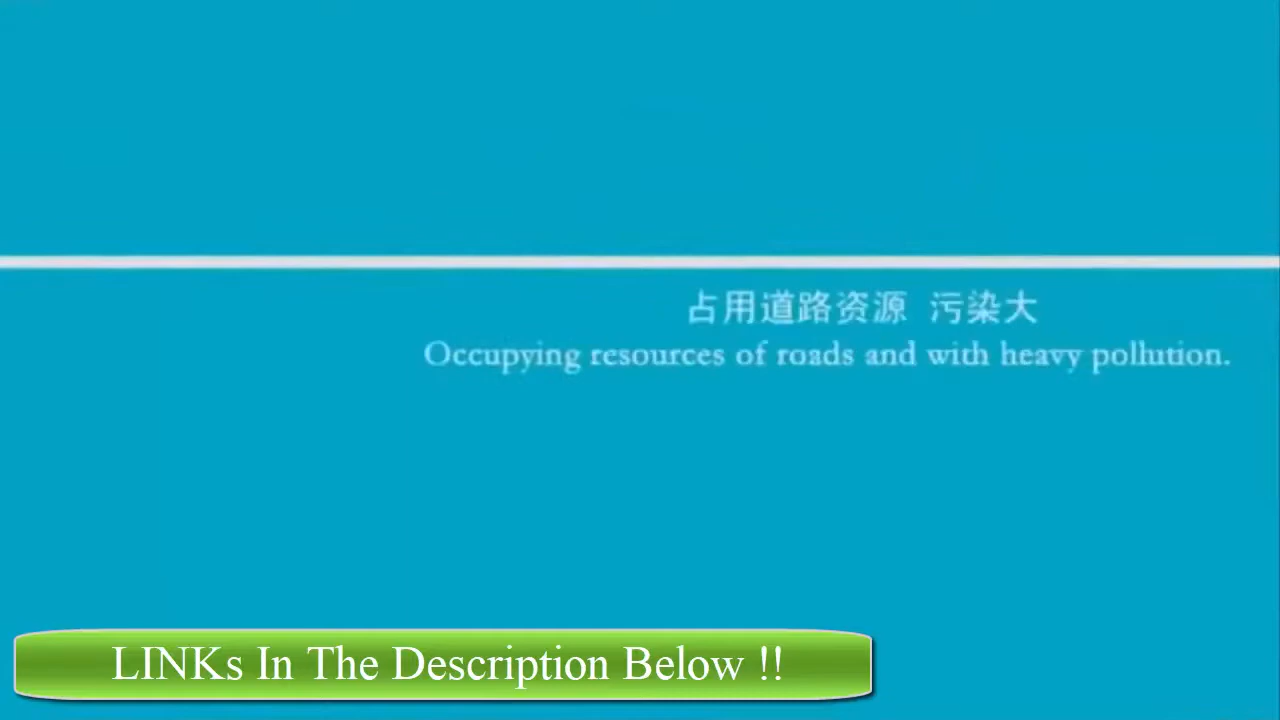 占用道路资源 污染大
Occupying resources of roads and with heavy pollution.
LINKs In The Description Below !!